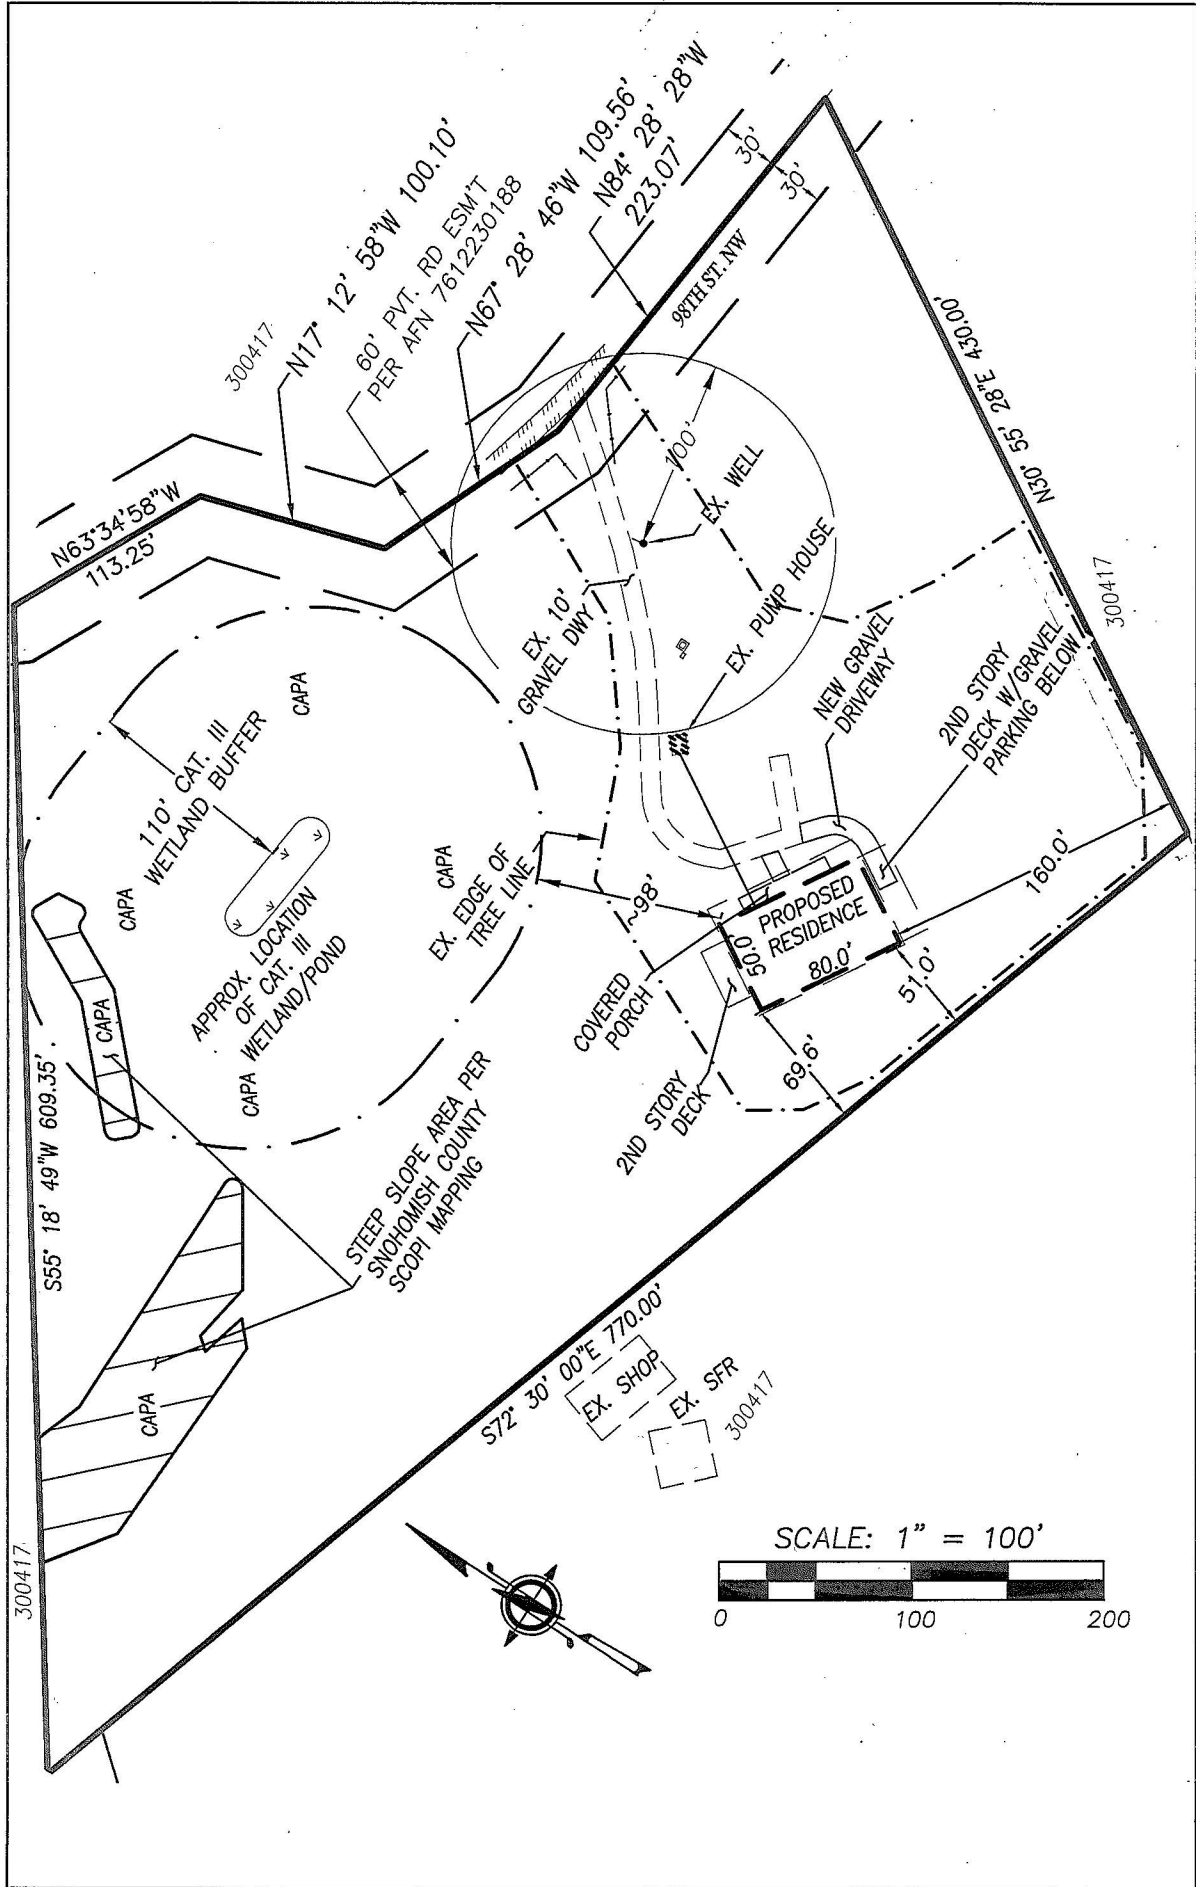 300417
N17° 12' 58"W 100.10'
60' PVT. RD ESM'T
PER AFN 7612230188
N67° 28' 46"W 109.56'
N84° 28' 28"W
223.07'
30'
30'
98TH ST. NW
N63°34'58"W
113.25'
100'
EX. WELL
N30° 55' 28"E 430.00'
300417
EX. 10'
GRAVEL DWY
EX. PUMP HOUSE
NEW GRAVEL
DRIVEWAY
2ND STORY
DECK W/GRAVEL
PARKING BELOW
CAPA
110' CAT. III
WETLAND BUFFER
CAPA
APPROX. LOCATION
OF CAT. III
WETLAND/POND
CAPA
CAPA
EX. EDGE OF
TREE LINE
CAPA
~98'
COVERED
PORCH
50.0'
PROPOSED
RESIDENCE
80.0'
160.0'
51.0'
69.6'
2ND STORY
DECK
S55° 18' 49"W 609.35'
STEEP SLOPE AREA PER
SNOHOMISH COUNTY
SCOPI MAPPING
CAPA
S72° 30' 00"E 770.00'
EX. SHOP
EX. SFR
300417
300417
SCALE: 1" = 100'
0 100 200